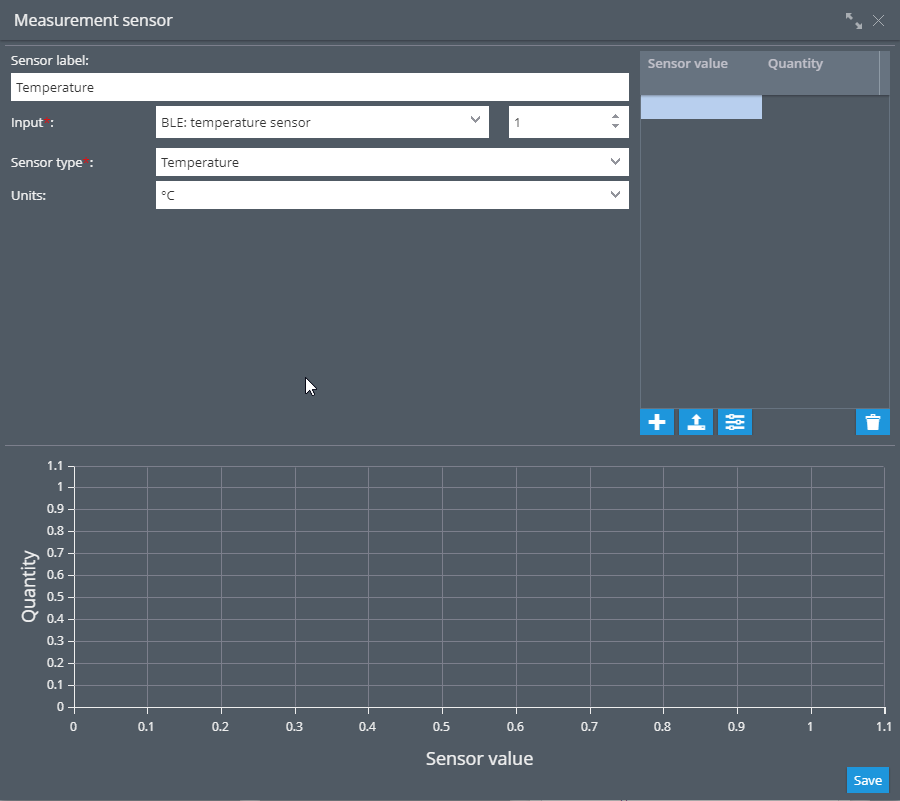 Measurement sensor
Sensor label:
Temperature
Input*:
BLE: temperature sensor
1
Sensor type*:
Temperature
Units:
°C
Sensor value Quantity
1.1
1
0.9
0.8
0.7
0.6
0.5
0.4
0.3
0.2
0.1
0
Quantity
0 0.1 0.2 0.3 0.4 0.5 0.6 0.7 0.8 0.9 1 1.1
Sensor value
Save